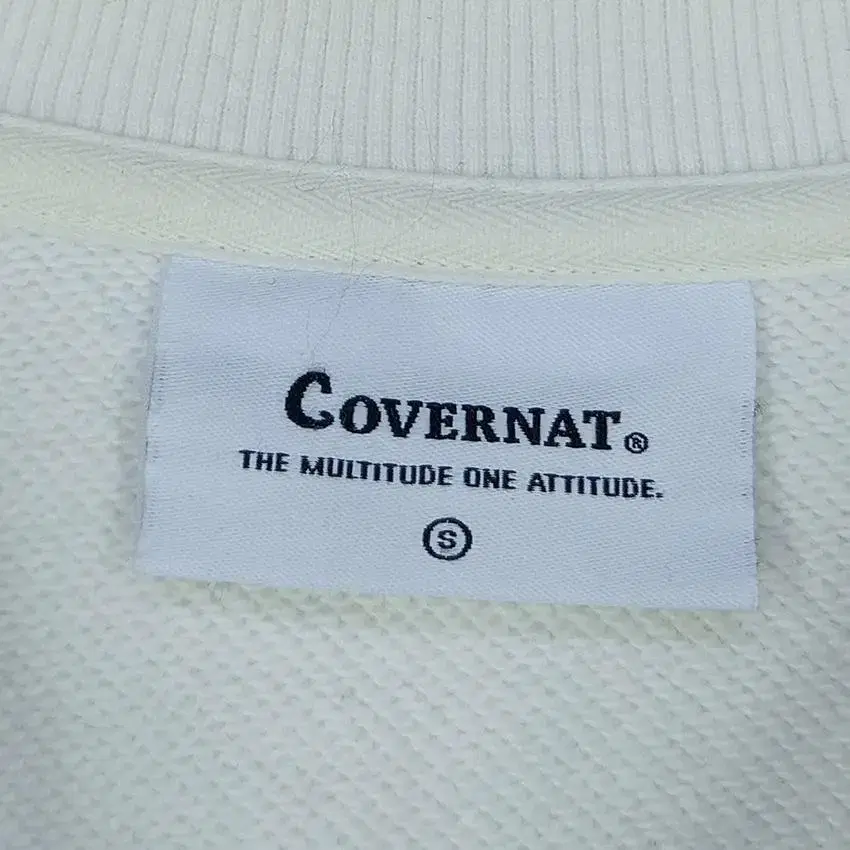 COVERNAT®
THE MULTITUDE ONE ATTITUDE.
S